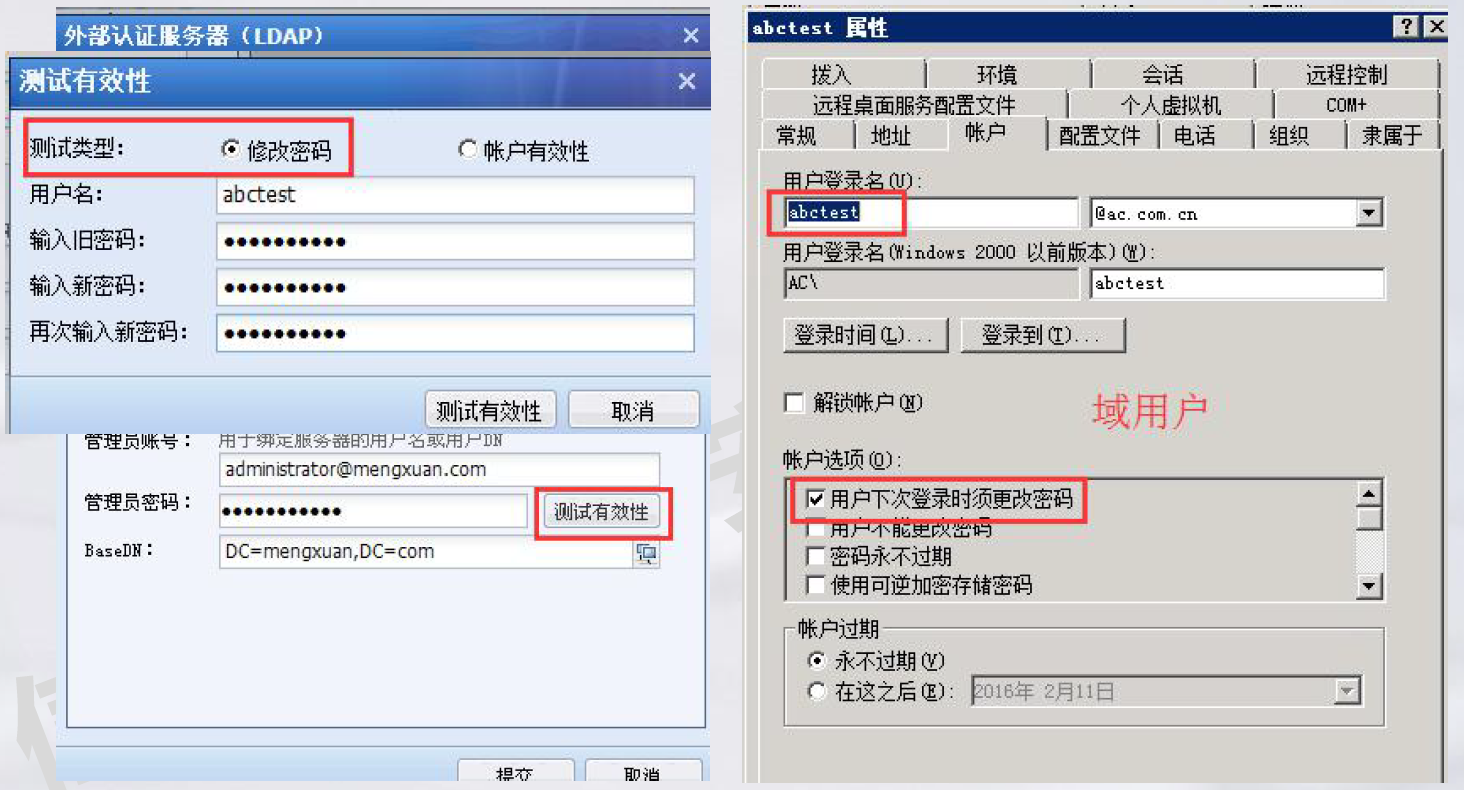 外部认证服务器（LDAP）
测试有效性
测试类型：
修改密码
帐户有效性
用户名：
abctest
输入旧密码：
●●●●●●●●●●
输入新密码：
●●●●●●●●●●
再次输入新密码：
●●●●●●●●●●
测试有效性
取消
管理员账号：
用于绑定服务器的用户名或用户DN
administrator@mengxuan.com
管理员密码：
●●●●●●●●●●●
测试有效性
BaseDN：
DC=mengxuan,DC=com
提交
取消
abctest 属性
拨入
环境
会话
远程控制
远程桌面服务配置文件
个人虚拟机
COM+
常规
地址
帐户
配置文件
电话
组织
隶属于
用户登录名(U):
abctest
@ac.com.cn
用户登录名(Windows 2000 以前版本)(W):
AC\
abctest
登录时间(L)...
登录到(T)...
解锁帐户(N)
域用户
帐户选项(O):
用户下次登录时须更改密码
用户不能更改密码
密码永不过期
使用可逆加密存储密码
帐户过期
永不过期(V)
在这之后(E):
2016年 2月11日